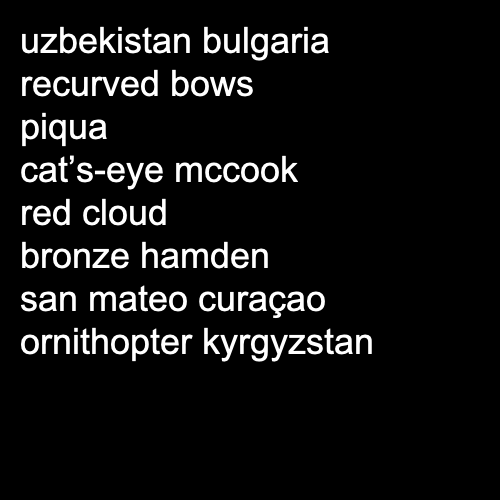 uzbekistan bulgaria
recurved bows
piqua
cat’s-eye mccook
red cloud
bronze hamden
san mateo curaçao
ornithopter kyrgyzstan